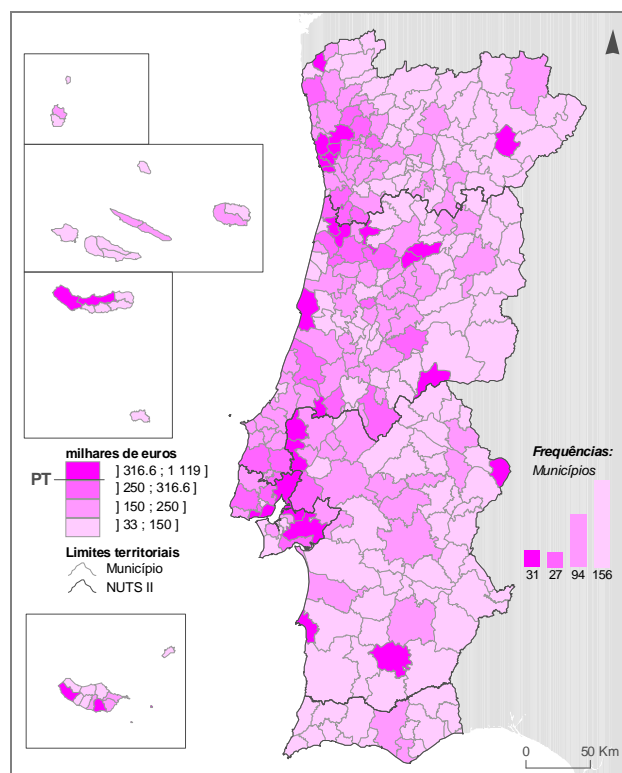 milhares de euros
PT
] 316.6 ; 1 119 ]
] 250 ; 316.6 ]
] 150 ; 250 ]
] 33 ; 150 ]
Limites territoriais
Município
NUTS II
Frequências:
Municípios
31 27 94 156
0 50 Km